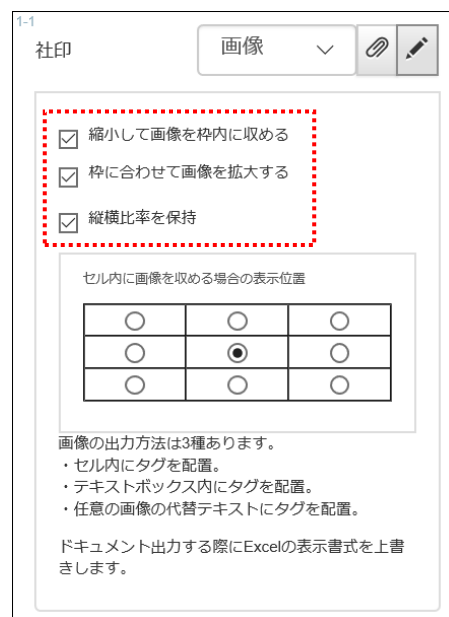 1-1
社印
画像
縮小して画像を枠内に収める
枠に合わせて画像を拡大する
縦横比率を保持
セル内に画像を収める場合の表示位置
画像の出力方法は3種あります。
・セル内にタグを配置。
・テキストボックス内にタグを配置。
・任意の画像の代替テキストにタグを配置。
ドキュメント出力する際にExcelの表示書式を上書
きします。